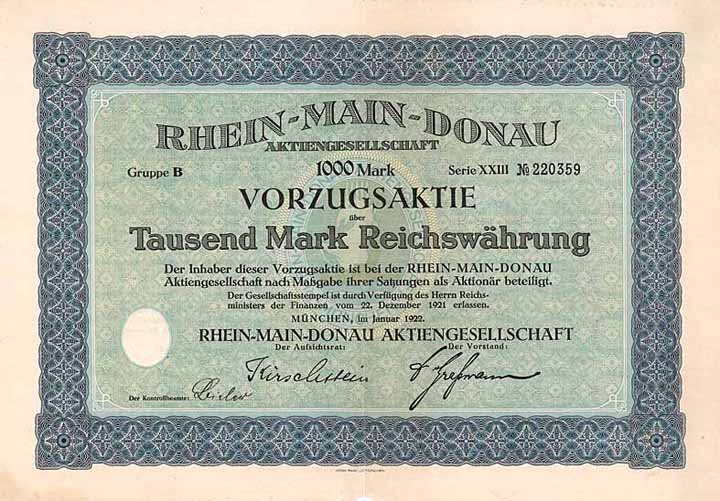 RHEIN-MAIN-DONAU
AKTIENGESELLSCHAFT
Gruppe B 1000 Mark Serie XXIII № 220359
VORZUGSAKTIE
über
Tausend Mark Reichswährung
Der Inhaber dieser Vorzugsaktie ist bei der RHEIN-MAIN-DONAU
Aktiengesellschaft nach Maßgabe ihrer Satzungen als Aktionär beteiligt.
Der Gesellschaftsstempel ist durch Verfügung des Herrn Reichs-
ministers der Finanzen vom 22. Dezember 1921 erlassen.
MÜNCHEN, im Januar 1922.
RHEIN-MAIN-DONAU AKTIENGESELLSCHAFT
Der Aufsichtsrat: Der Vorstand:
Kirschstein
Der Kontrollbeamte: